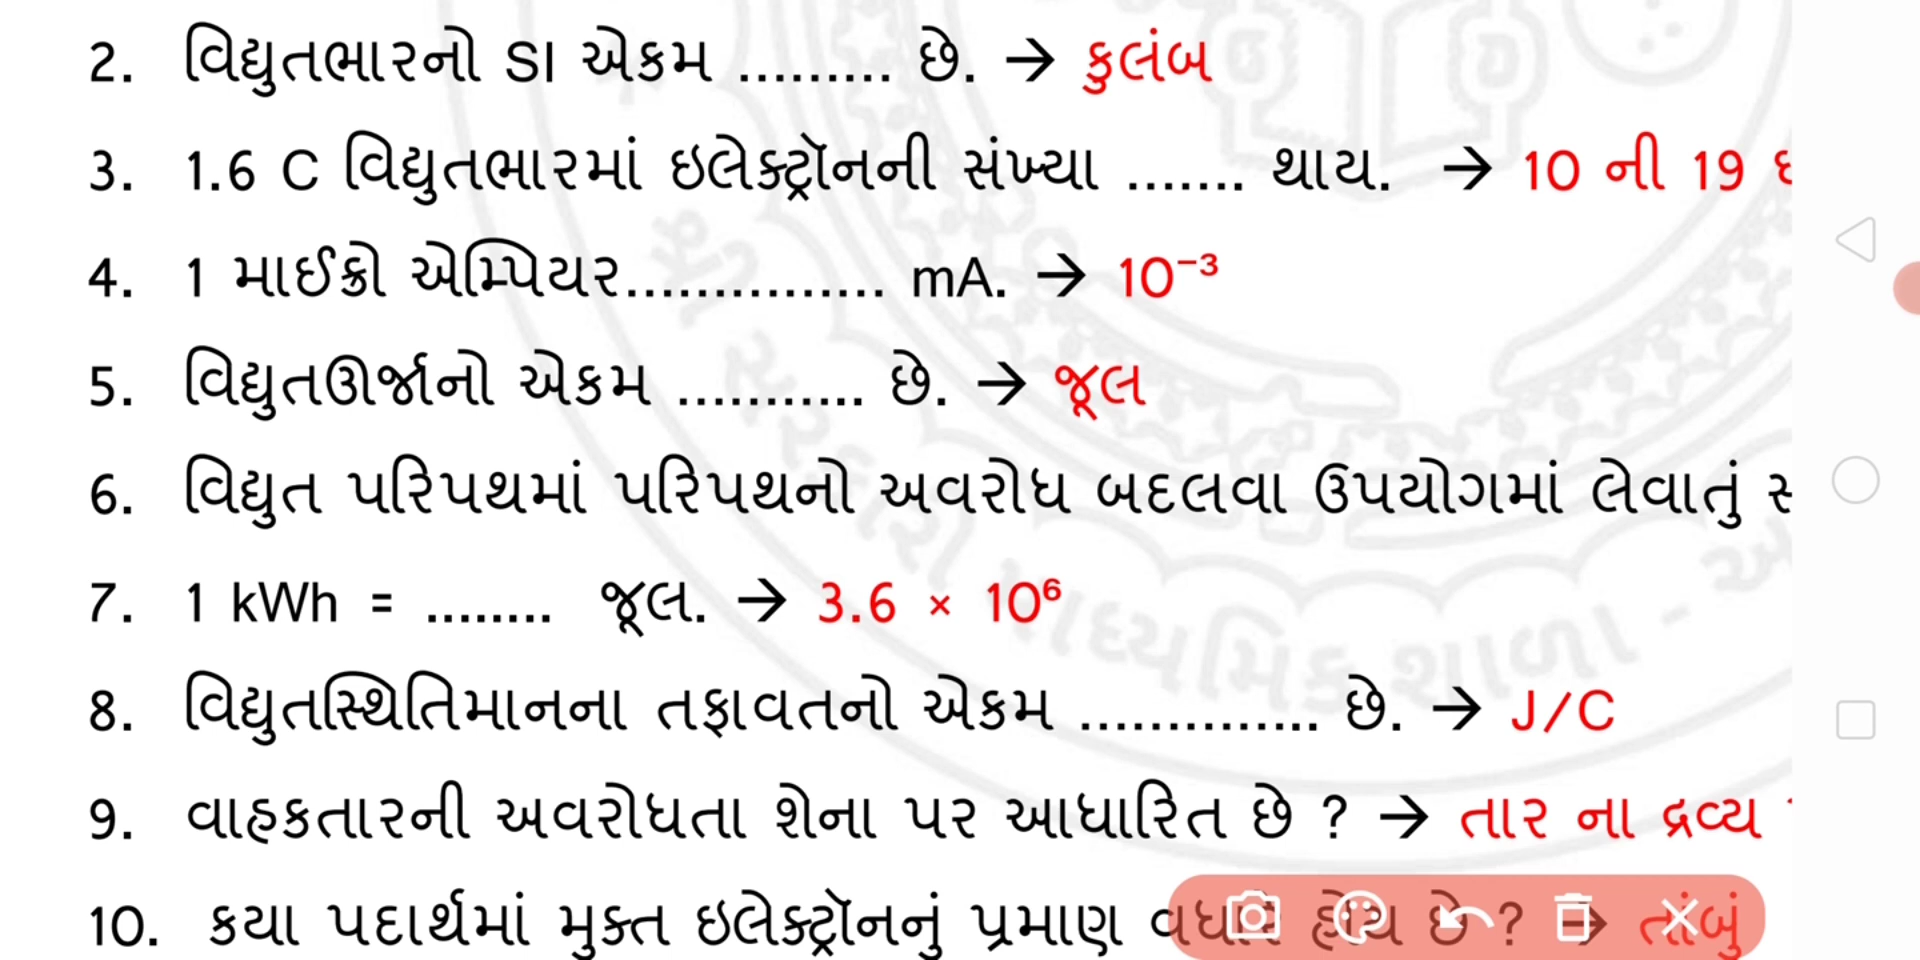 2. વિદ્યુતભારનો SI એકમ ......... છે. → કુલંબ
3. 1.6 C વિદ્યુતભારમાં ઇલેક્ટ્રૉનની સંખ્યા ....... થાય. → 10 ની 19
4. 1 માઈક્રો એમ્પિયર............... mA. → 10⁻³
5. વિદ્યુતઊર્જાનો એકમ ........... છે. → જૂલ
6. વિદ્યુત પરિપથમાં પરિપથનો અવરોધ બદલવા ઉપયોગમાં લેવાતું
7. 1 kWh = ........ જૂલ. → 3.6 × 10⁶
8. વિદ્યુતસ્થિતિમાનના તફાવતનો એકમ .............. છે. → J/C
9. વાહકતારની અવરોધતા શેના પર આધારિત છે ? → તાર ના દ્રવ્ય
10. કયા પદાર્થમાં મુક્ત ઇલેક્ટ્રૉનનું પ્રમાણ વધારે હોય છે ? → તાંબું